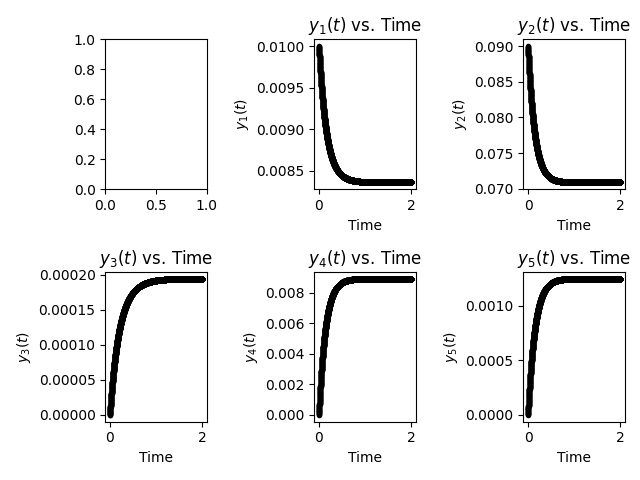 1.0
0.8
0.6
0.4
0.2
0.0
0.0 0.5 1.0
y₁(t) vs. Time
0.0100
0.0095
0.0090
0.0085
y₁(t)
0 2
Time
y₂(t) vs. Time
0.090
0.085
0.080
0.075
0.070
y₂(t)
0 2
Time
y₃(t) vs. Time
0.00020
0.00015
0.00010
0.00005
0.00000
y₃(t)
0 2
Time
y₄(t) vs. Time
0.008
0.006
0.004
0.002
0.000
y₄(t)
0 2
Time
y₅(t) vs. Time
0.0010
0.0005
0.0000
y₅(t)
0 2
Time